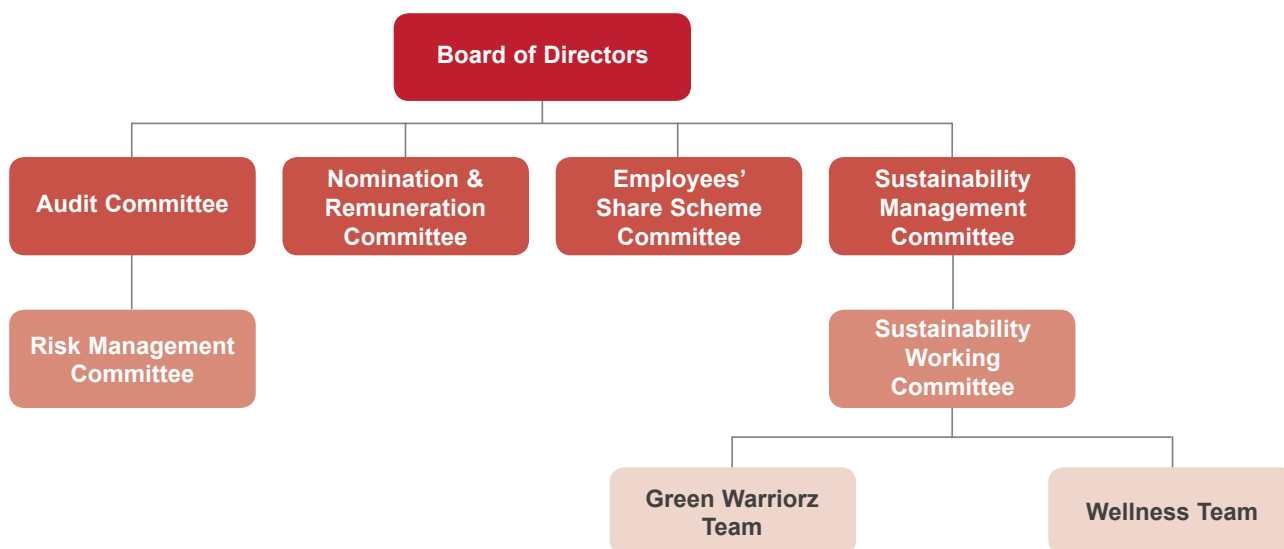 Board of Directors
Audit Committee
Nomination &
Remuneration
Committee
Employees’
Share Scheme
Committee
Sustainability
Management
Committee
Risk Management
Committee
Sustainability
Working
Committee
Green Warriorz
Team
Wellness Team